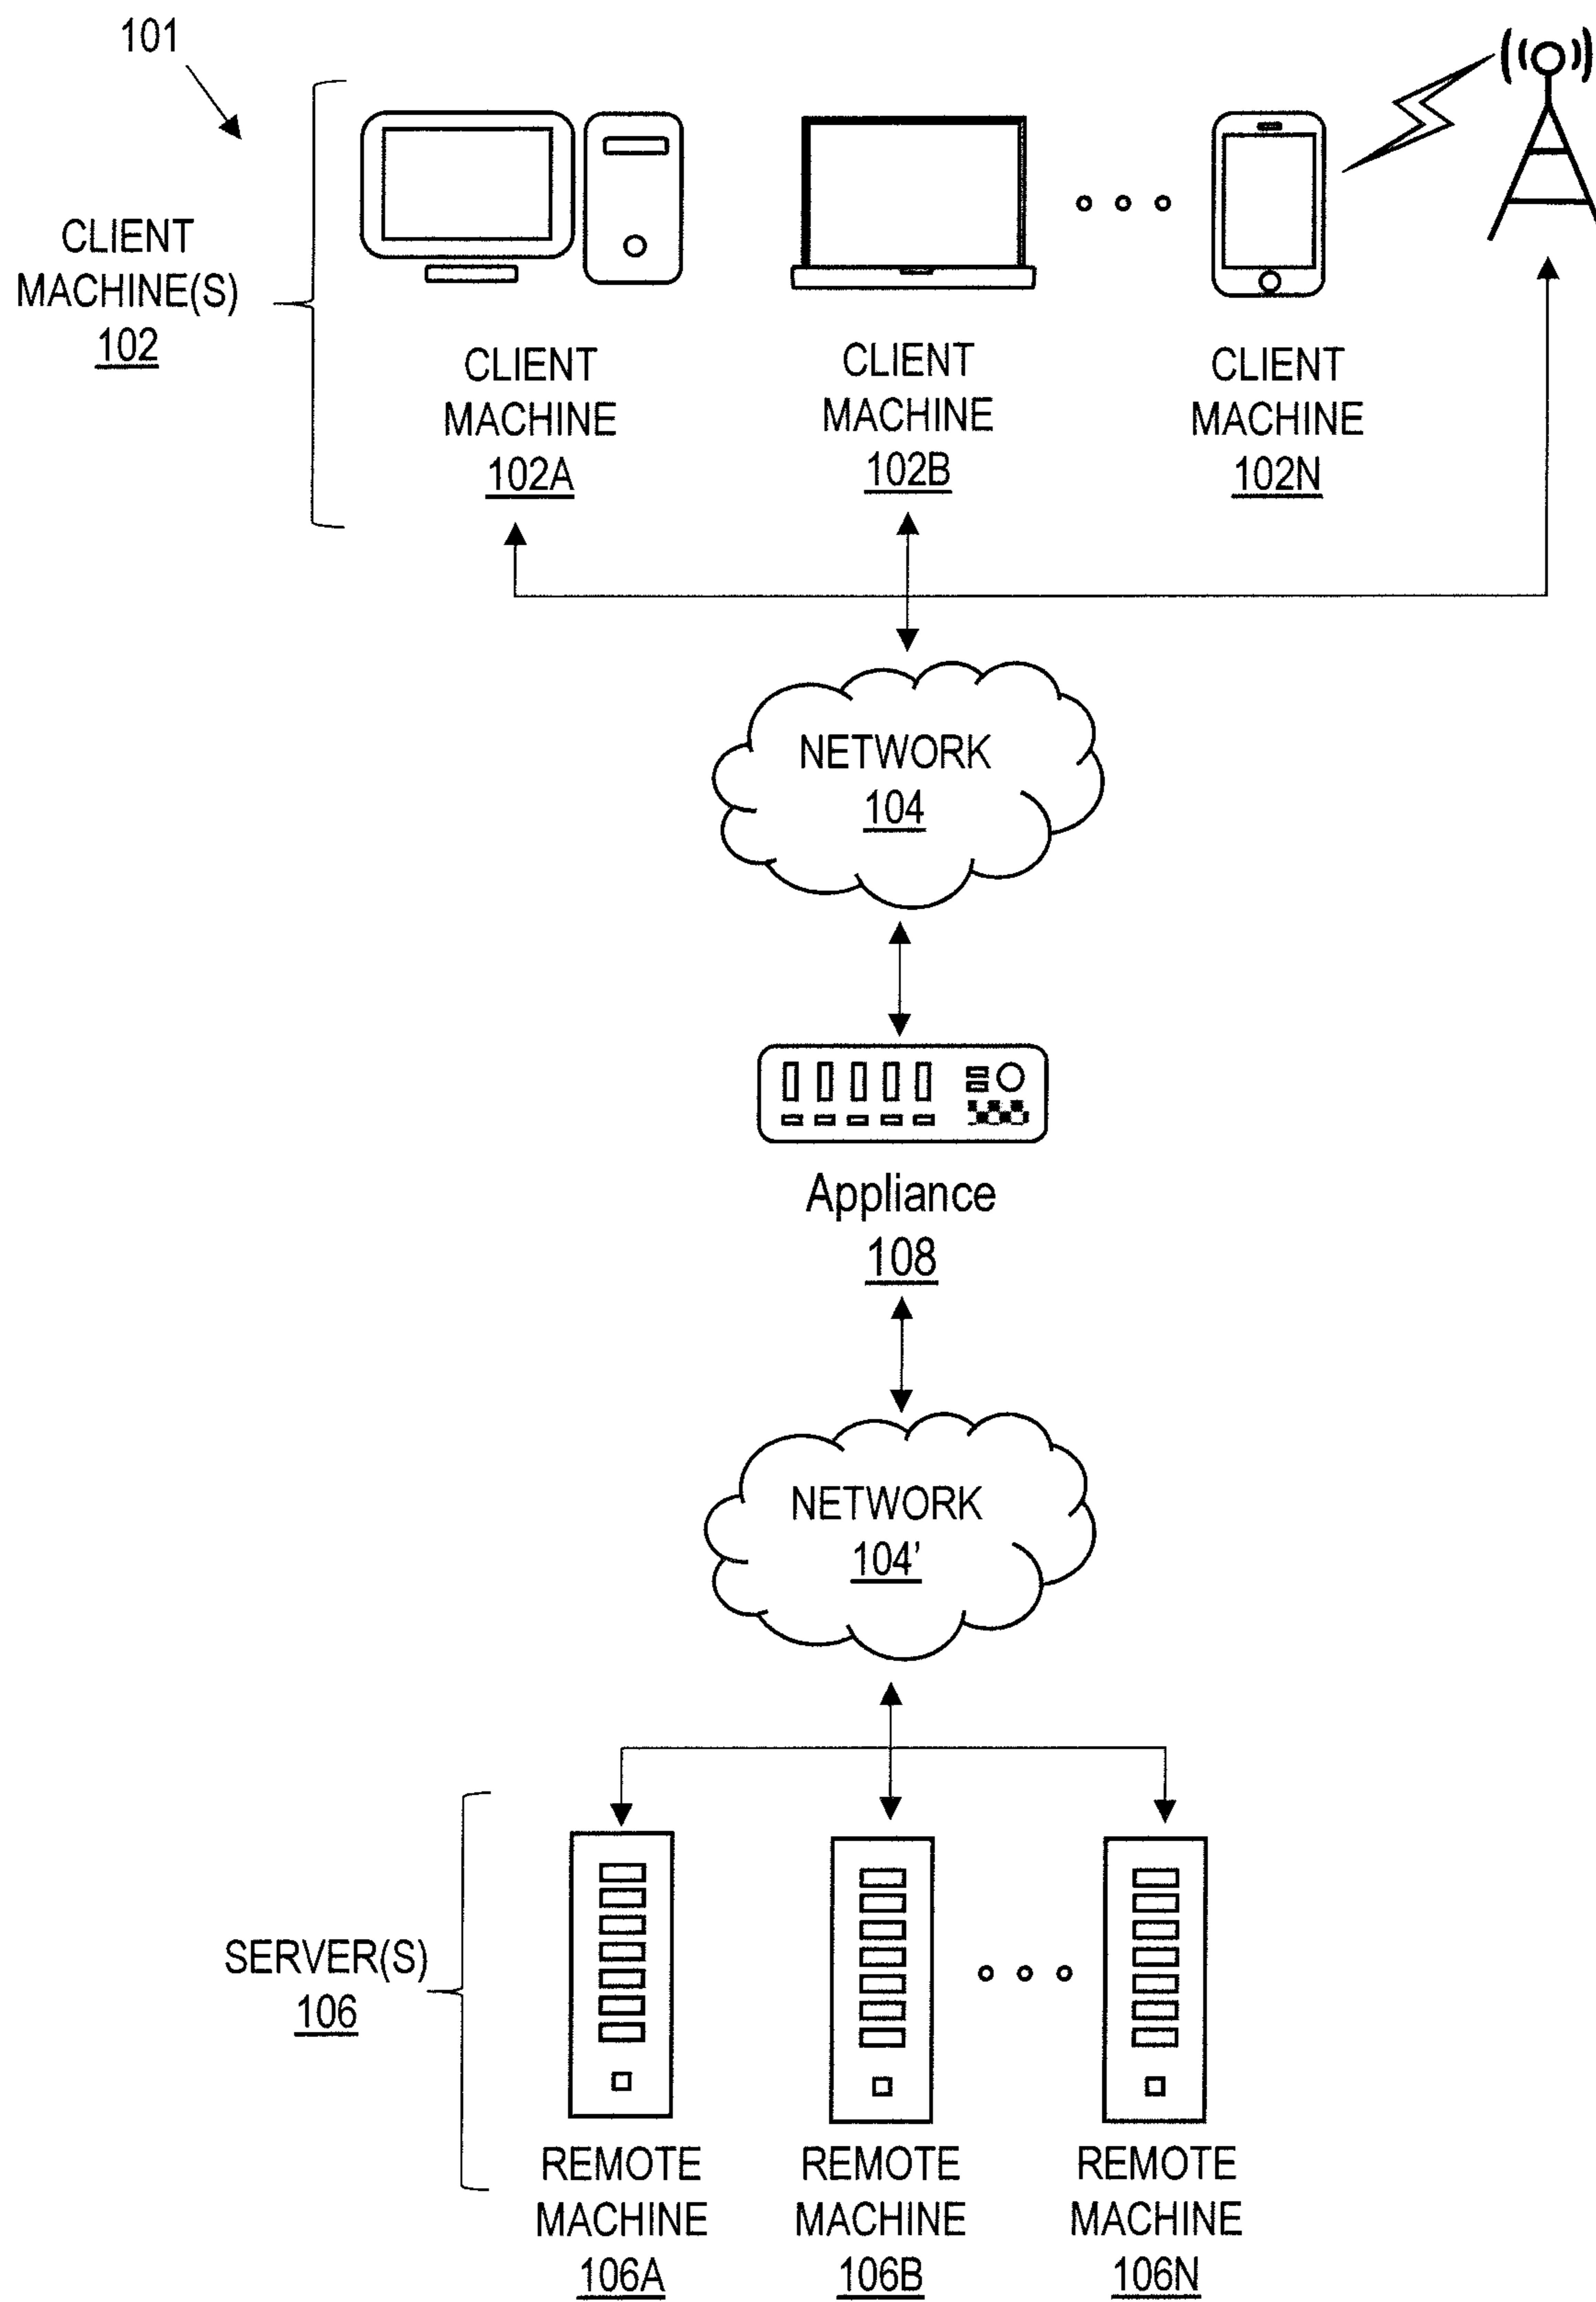 101
CLIENT
MACHINE(S)
102
CLIENT
MACHINE
102A
CLIENT
MACHINE
102B
CLIENT
MACHINE
102N
NETWORK
104
Appliance
108
NETWORK
104'
SERVER(S)
106
REMOTE
MACHINE
106A
REMOTE
MACHINE
106B
REMOTE
MACHINE
106N